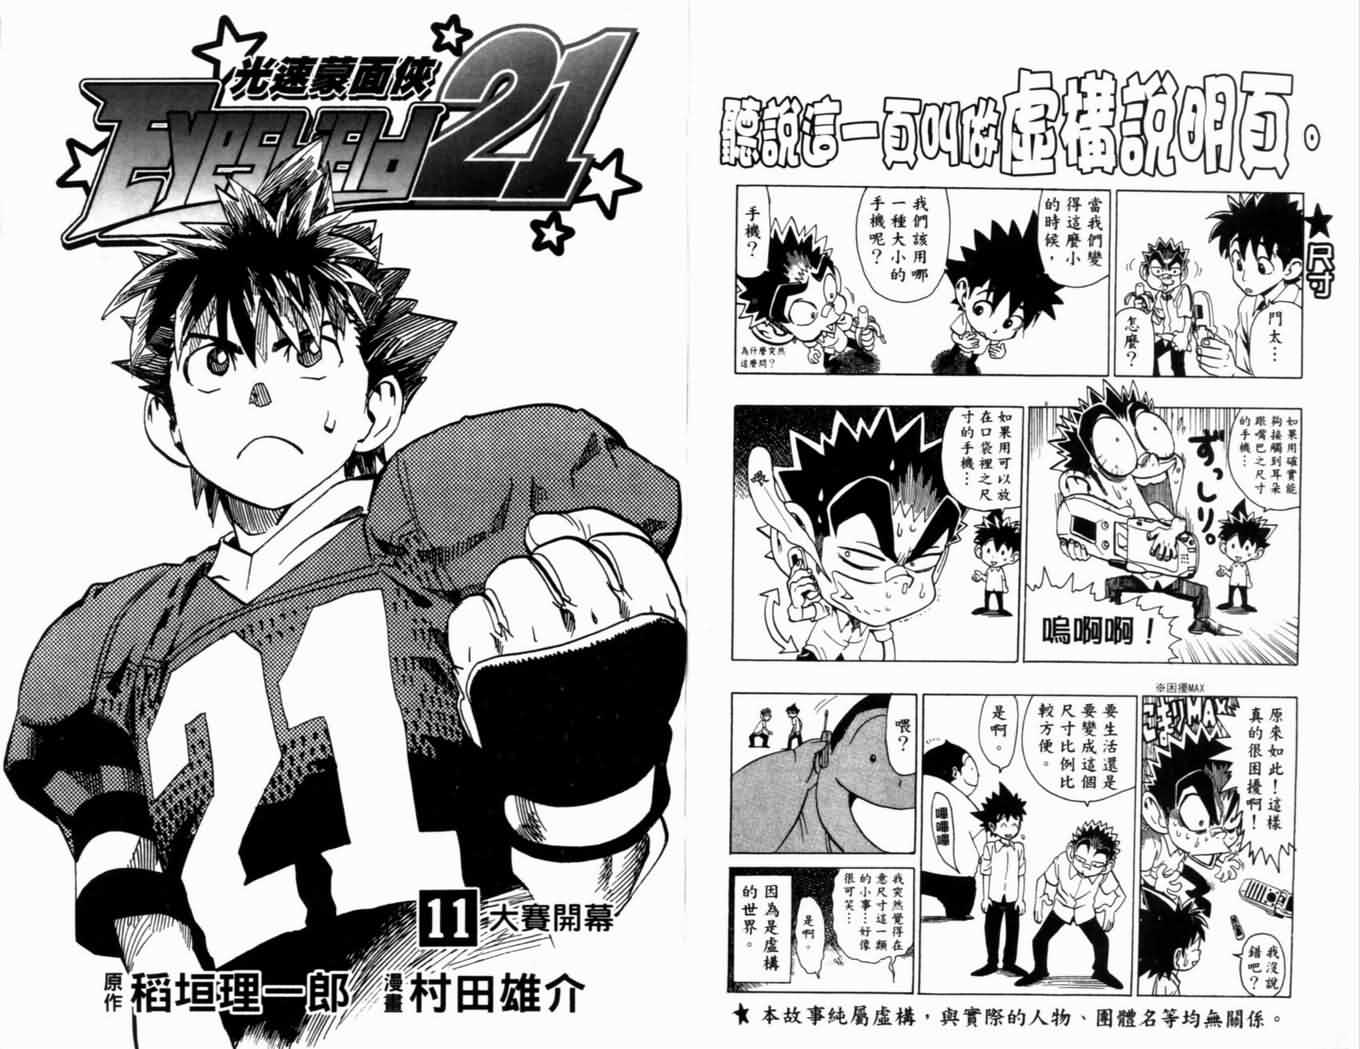 光速蒙面俠
EYESHIELD 21
21
11 大賽開幕
原作 稻垣理一郎 漫畫 村田雄介
聽說這一頁叫做虛構說明頁。
★尺寸
門太…
怎麼？
當我們變
得這麼小
的時候，
我們該用哪
一種大小的
手機呢？
手機？
為什麼突然
這麼問？
如果用確實能
夠接觸到耳朵
跟嘴巴之尺寸
的手機…
ずっしり。
嗚啊啊！
如果用可以放
在口袋裡之尺
寸的手機…
喂
※困擾MAX
原來如此！這樣
真的很困擾啊！
我沒說
錯吧？
要生活還是
要變成這個
尺寸比例比
較方便。
是啊。
嗶嗶嗶
喂？
我突然覺得在
意尺寸這一類
的小事…好像
很可笑…
是啊。
因為是虛構
的世界。
★ 本故事純屬虛構，與實際的人物、團體名等均無關係。